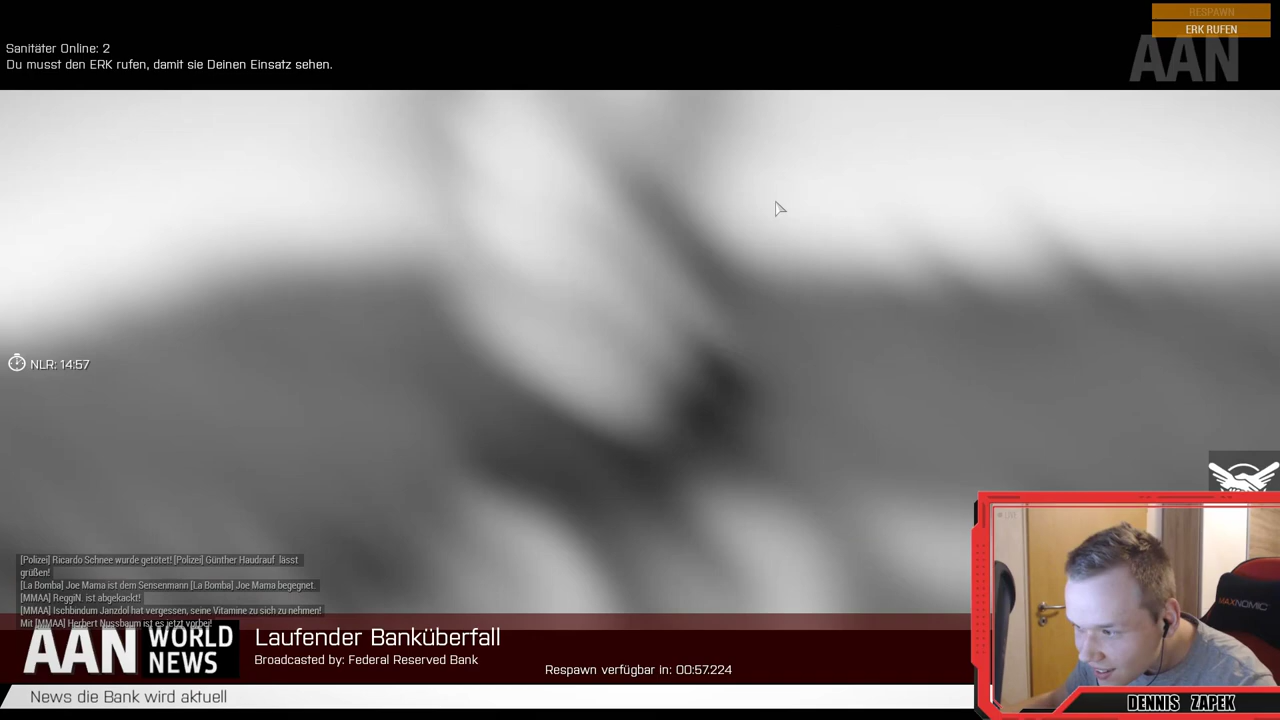 RESPAWN
ERK RUFEN
AAN
Sanitäter Online: 2
Du musst den ERK rufen, damit sie Deinen Einsatz sehen.
NLR: 14:57
[Polizei] Ricardo Schnee wurde getötet! [Polizei] Günther Haudrauf lässt
grüßen!
[La Bomba] Joe Mama ist dem Sensenmann [La Bomba] Joe Mama begegnet.
[MMAA] ReggiN. ist abgekackt!
[MMAA] Ischbindum Janzdol hat vergessen, seine Vitamine zu sich zu nehmen!
Mit [MMAA] Herbert Nussbaum ist es jetzt vorbei!
AAN WORLD NEWS
Laufender Banküberfall
Broadcasted by: Federal Reserved Bank
Respawn verfügbar in: 00:57.224
News die Bank wird aktuell
LIVE
MAXNOMIC
DENNIS ZAPEK